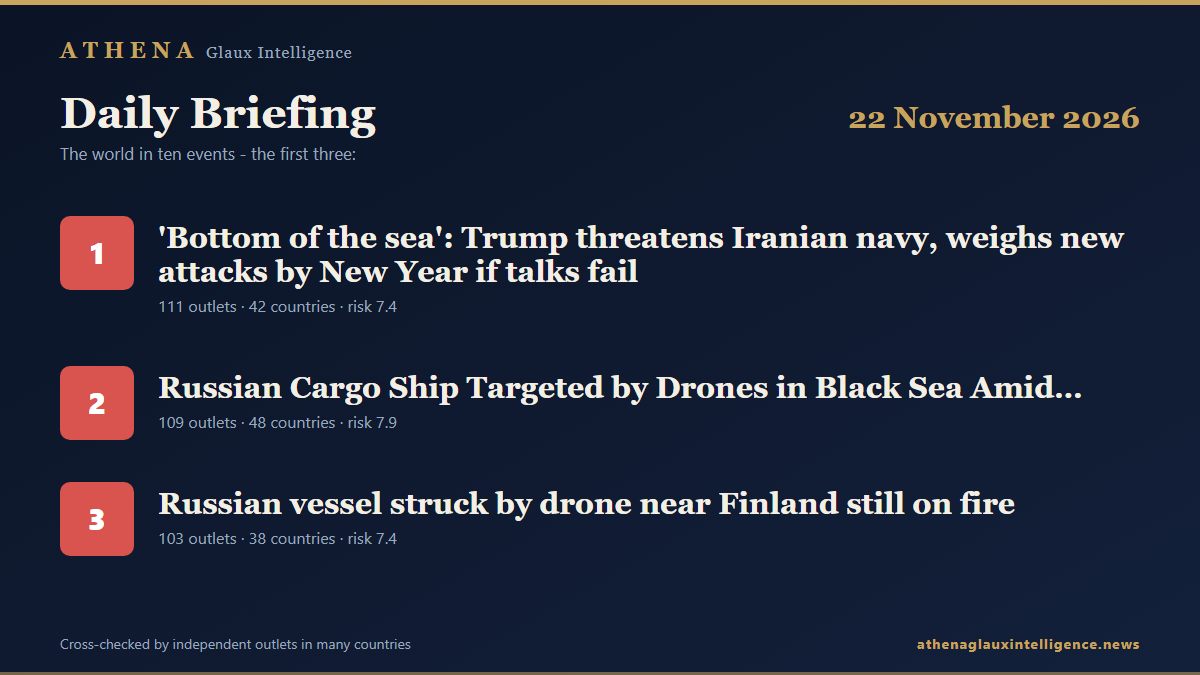 ATHENA Glaux Intelligence
Daily Briefing
22 November 2026
The world in ten events - the first three:
1
'Bottom of the sea': Trump threatens Iranian navy, weighs new
attacks by New Year if talks fail
111 outlets · 42 countries · risk 7.4
2
Russian Cargo Ship Targeted by Drones in Black Sea Amid...
109 outlets · 48 countries · risk 7.9
3
Russian vessel struck by drone near Finland still on fire
103 outlets · 38 countries · risk 7.4
Cross-checked by independent outlets in many countries
athenaglauxintelligence.news